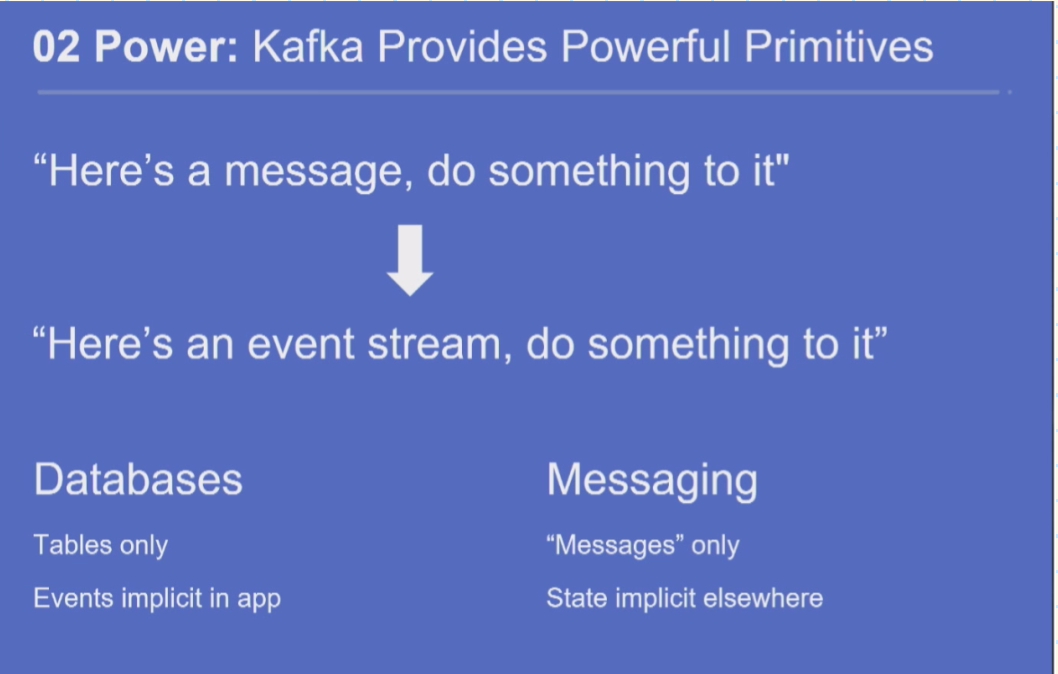 02 Power: Kafka Provides Powerful Primitives
“Here’s a message, do something to it"
“Here’s an event stream, do something to it”
Databases
Tables only
Events implicit in app
Messaging
“Messages” only
State implicit elsewhere